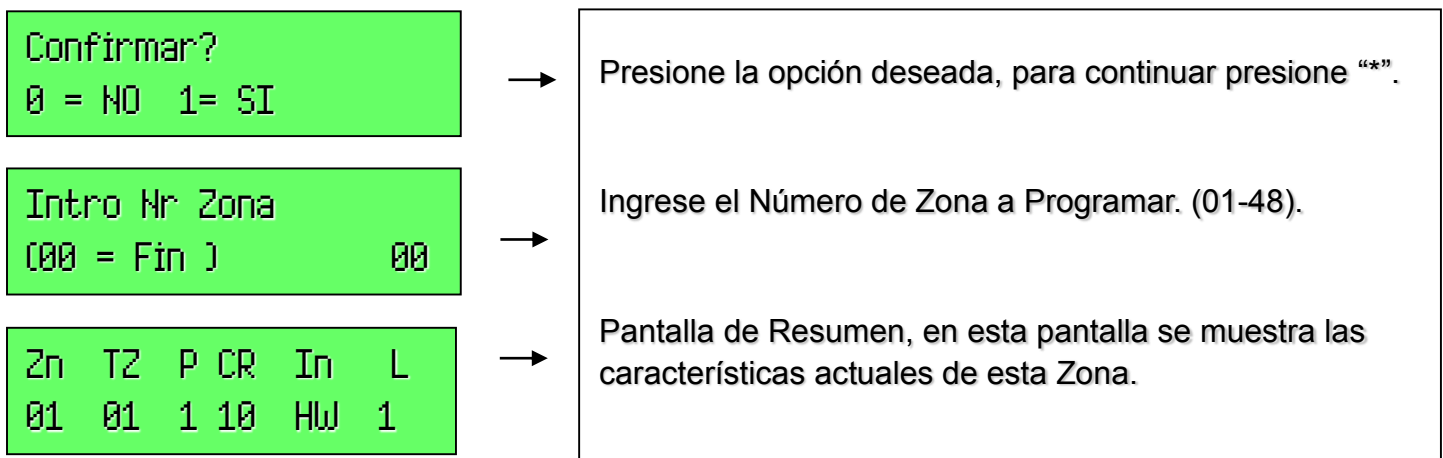 Confirmar?
0 = NO 1= SI
Presione la opción deseada, para continuar presione “*”.
Intro Nr Zona
(00 = Fin ) 00
Ingrese el Número de Zona a Programar. (01-48).
Zn TZ P CR In L
01 01 1 10 HW 1
Pantalla de Resumen, en esta pantalla se muestra las
características actuales de esta Zona.